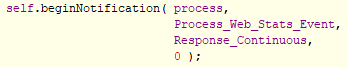 self.beginNotification( process,
Process_Web_Stats_Event,
Response_Continuous,
0 );